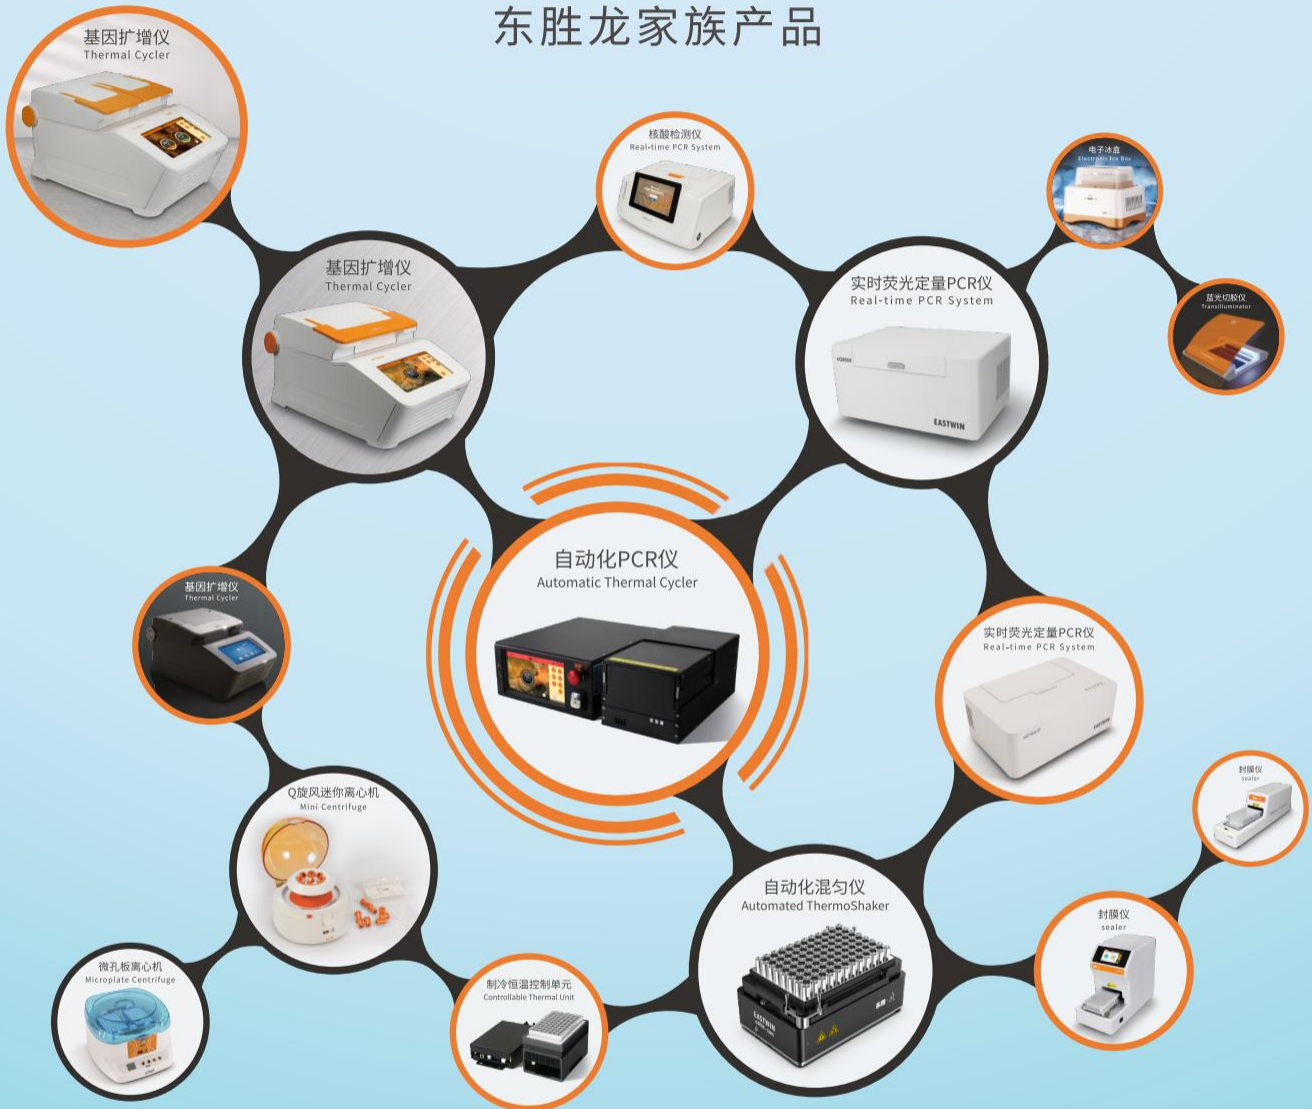 东胜龙家族产品
基因扩增仪
Thermal Cycler
核酸检测仪
Real-time PCR System
电子冰盒
Electronic Ice Box
基因扩增仪
Thermal Cycler
实时荧光定量PCR仪
Real-time PCR System
EASTWIN
蓝光切胶仪
Transilluminator
自动化PCR仪
Automatic Thermal Cycler
基因扩增仪
Thermal Cycler
实时荧光定量PCR仪
Real-time PCR System
EASTWIN
Q旋风迷你离心机
Mini Centrifuge
封膜仪
sealer
自动化混匀仪
Automated ThermoShaker
EASTWIN
封膜仪
sealer
微孔板离心机
Microplate Centrifuge
制冷恒温控制单元
Controllable Thermal Unit